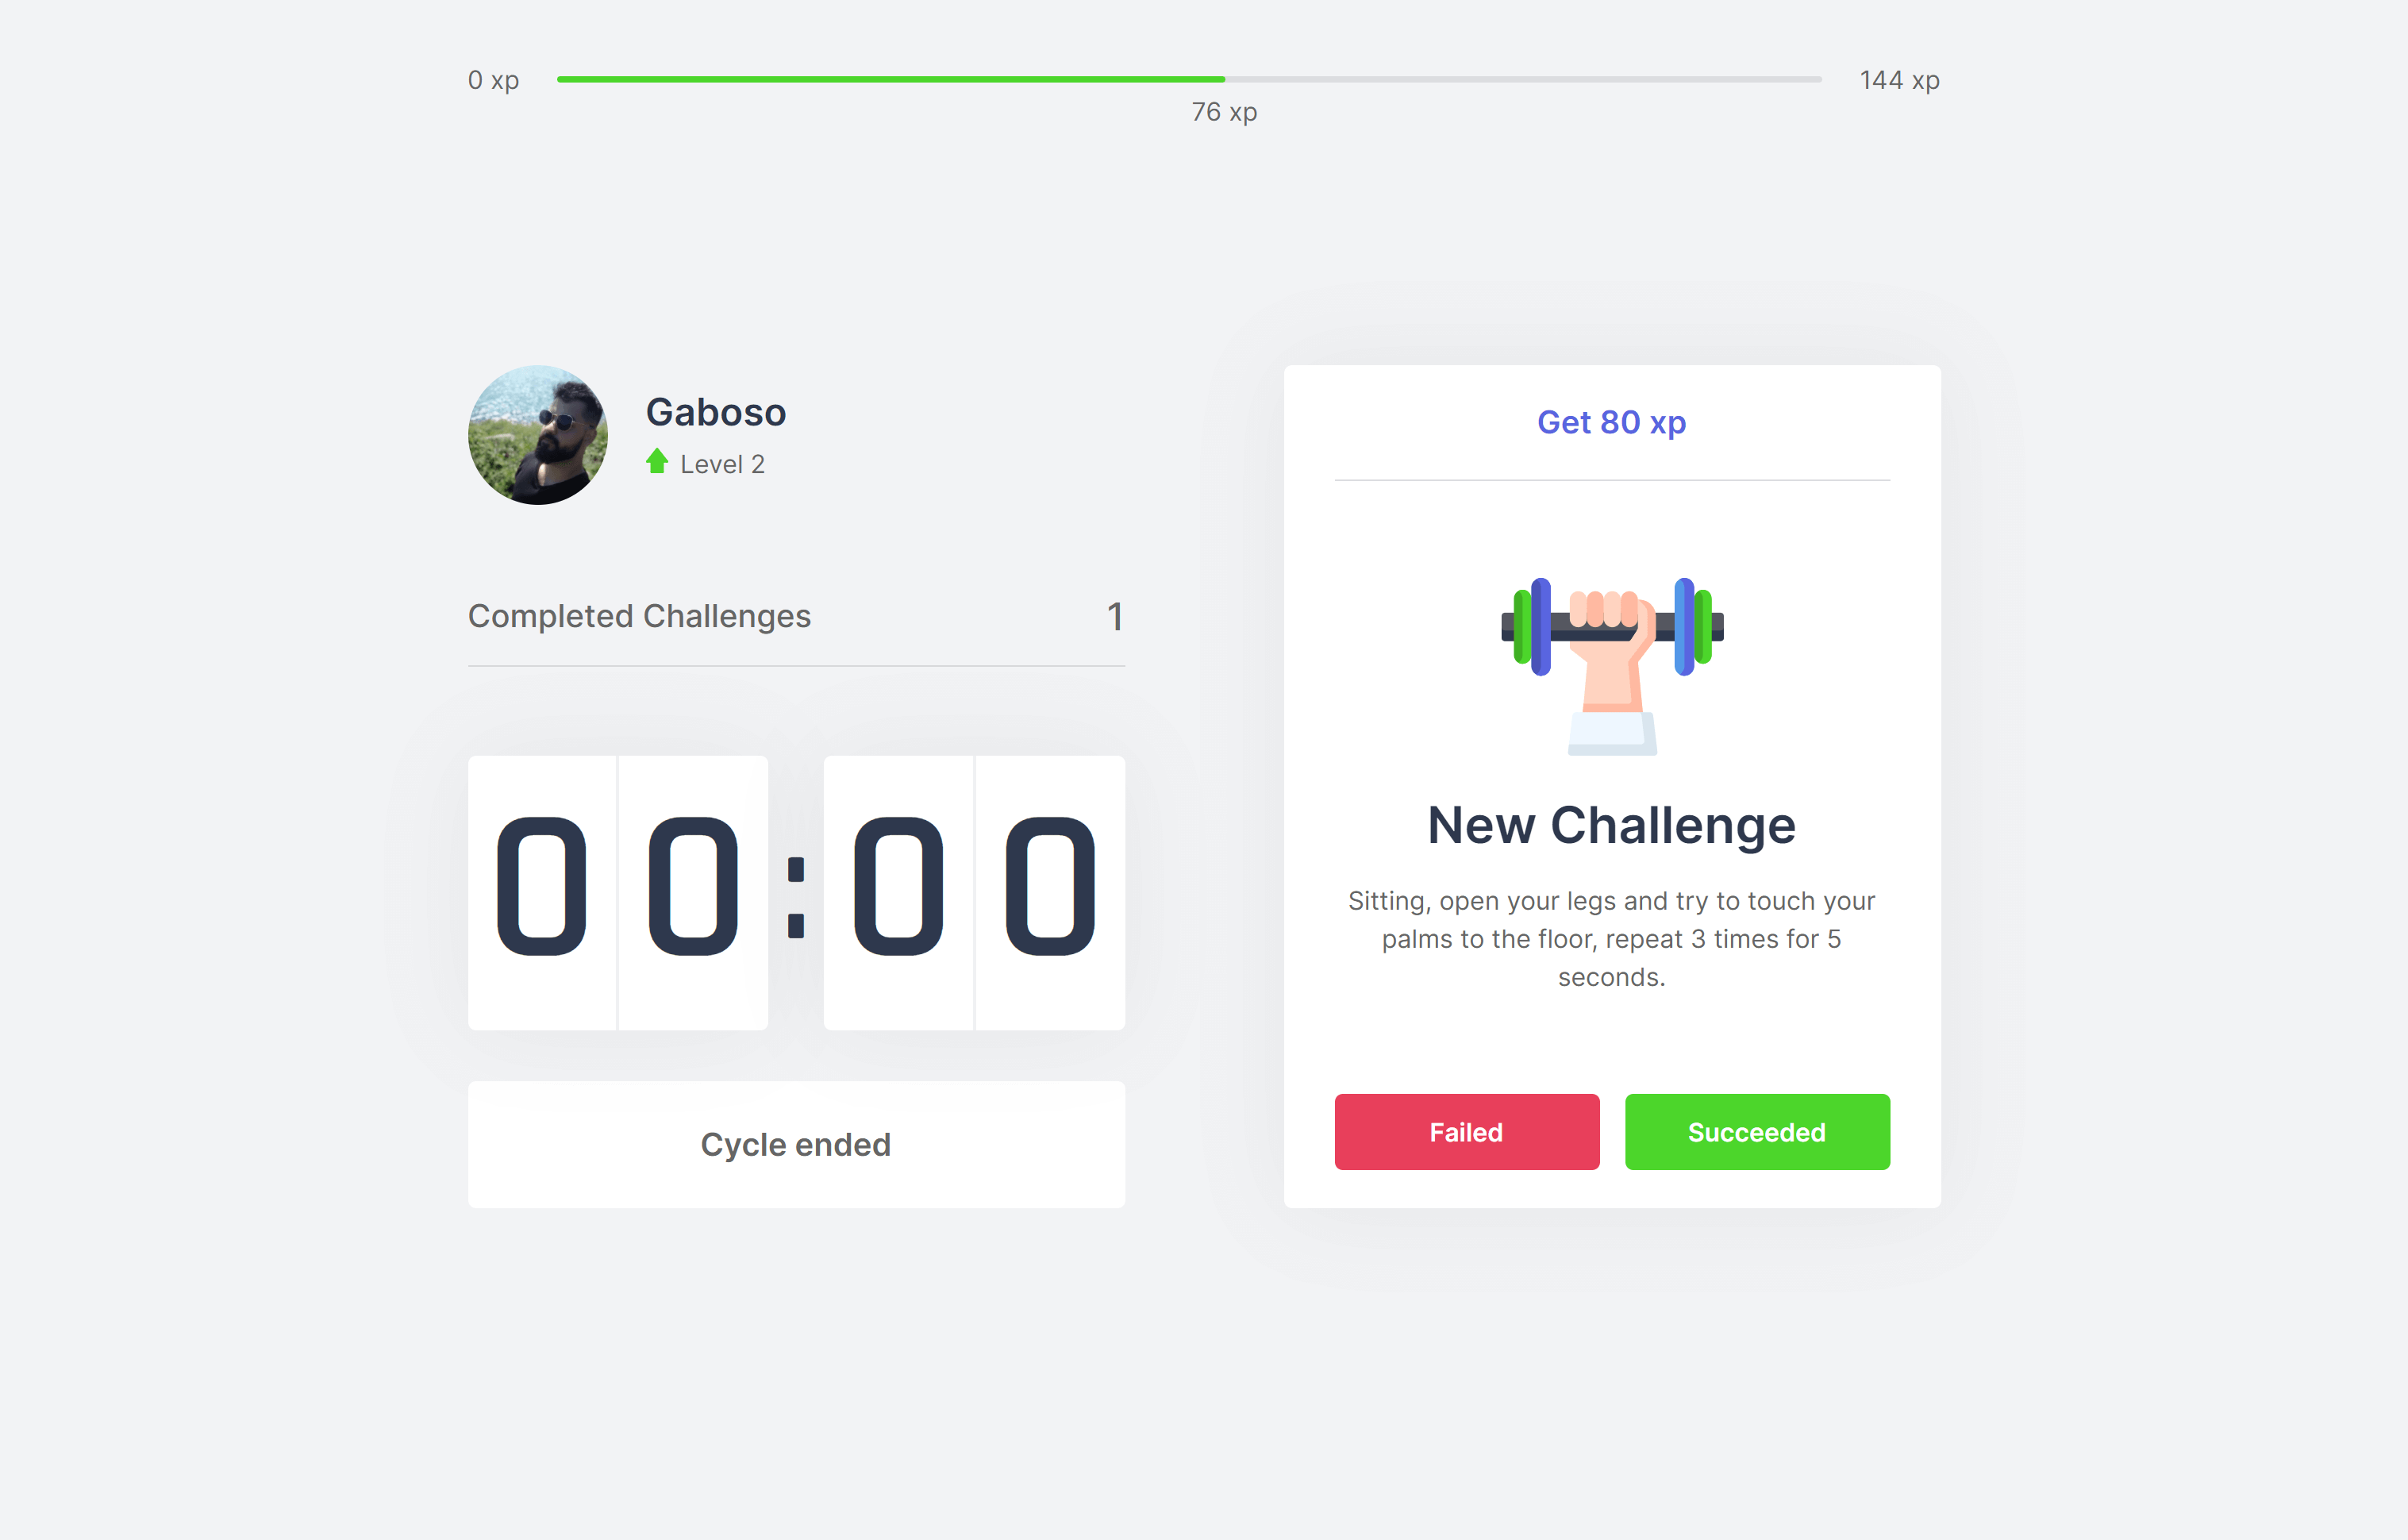 0 xp
144 xp
76 xp
Gaboso
Level 2
Completed Challenges 1
00:00
Cycle ended
Get 80 xp
New Challenge
Sitting, open your legs and try to touch your
palms to the floor, repeat 3 times for 5
seconds.
Failed
Succeeded